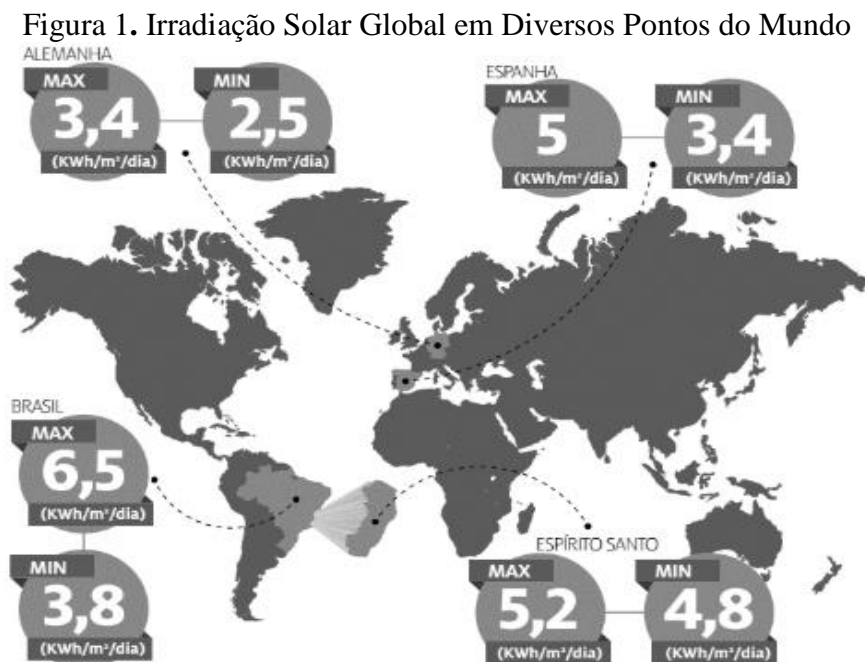 Figura 1. Irradiação Solar Global em Diversos Pontos do Mundo
ALEMANHA
MAX
3,4
(KWh/m²/dia)
MIN
2,5
(KWh/m²/dia)
ESPANHA
MAX
5
(KWh/m²/dia)
MIN
3,4
(KWh/m²/dia)
BRASIL
MAX
6,5
(KWh/m²/dia)
MIN
3,8
(KWh/m²/dia)
ESPÍRITO SANTO
MAX
5,2
(KWh/m²/dia)
MIN
4,8
(KWh/m²/dia)